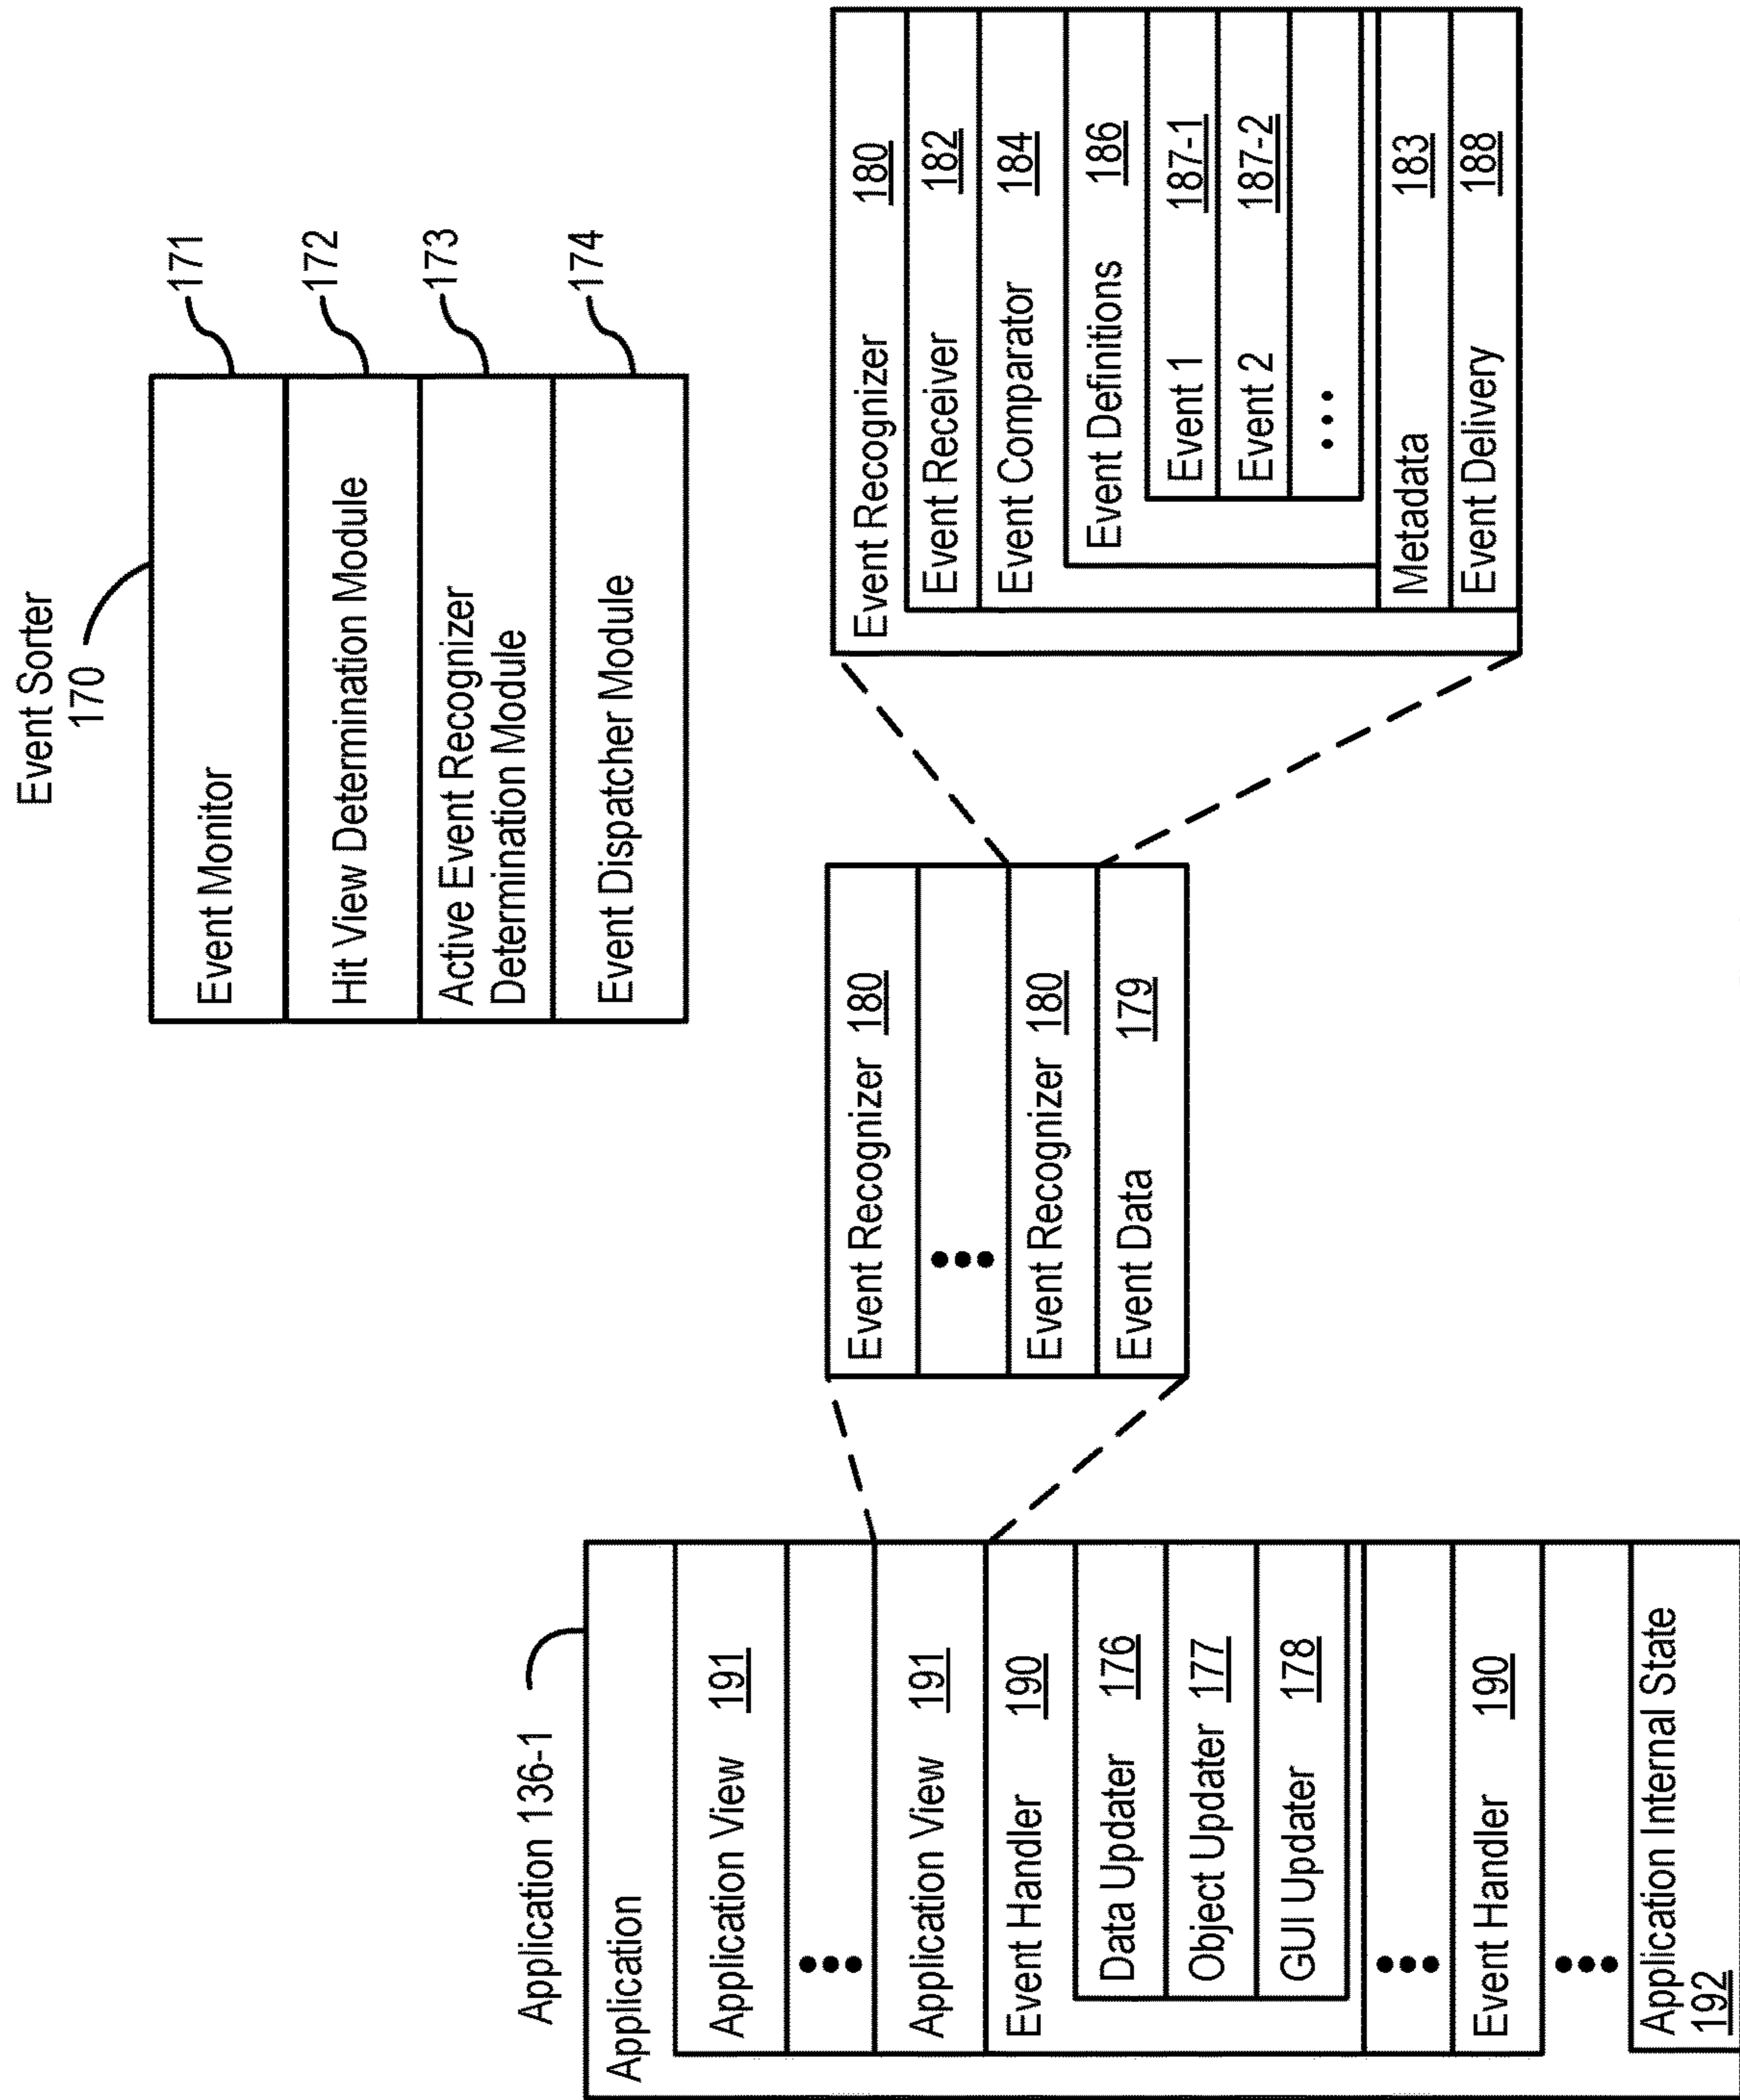 Event Sorter
170
Event Monitor
171
Hit View Determination Module
172
Active Event Recognizer
Determination Module
173
Event Dispatcher Module
174
Application 136-1
Application
Application View 191
•••
Application View 191
Event Handler 190
Data Updater 176
Object Updater 177
GUI Updater 178
•••
Event Handler 190
•••
Application Internal State
192
Event Recognizer 180
•••
Event Recognizer 180
Event Data 179
Event Recognizer 180
Event Receiver 182
Event Comparator 184
Event Definitions 186
Event 1 187-1
Event 2 187-2
•••
Metadata 183
Event Delivery 188